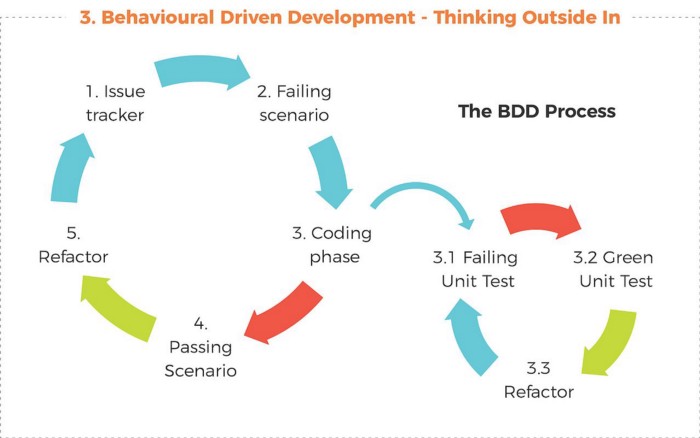 3. Behavioural Driven Development - Thinking Outside In
1. Issue
tracker
2. Failing
scenario
The BDD Process
3. Coding
phase
4.
Passing
Scenario
5.
Refactor
3.1 Failing
Unit Test
3.2 Green
Unit Test
3.3
Refactor